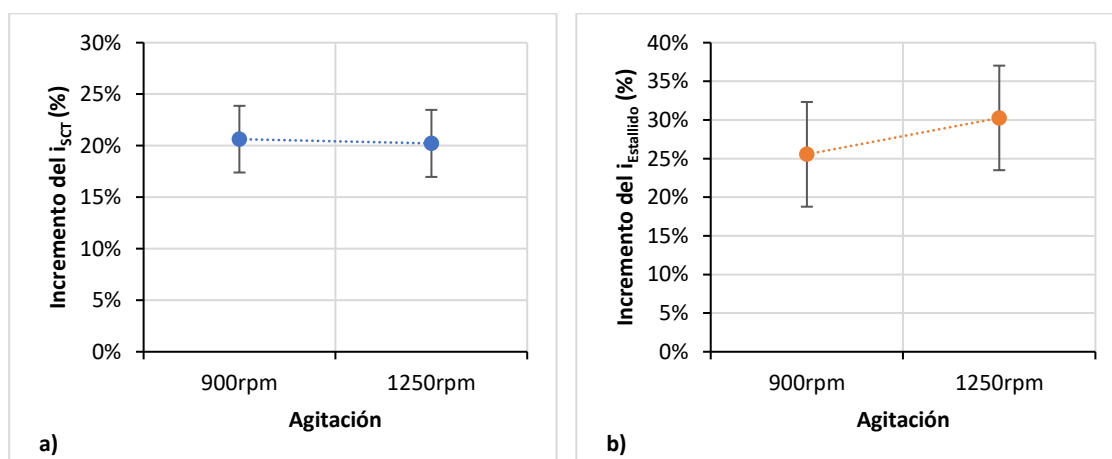 Incremento del iSCT (%)
30%
25%
20%
15%
10%
5%
0%
900rpm
1250rpm
Agitación
a)
Incremento del iEstallido (%)
40%
35%
30%
25%
20%
15%
10%
5%
0%
900rpm
1250rpm
Agitación
b)